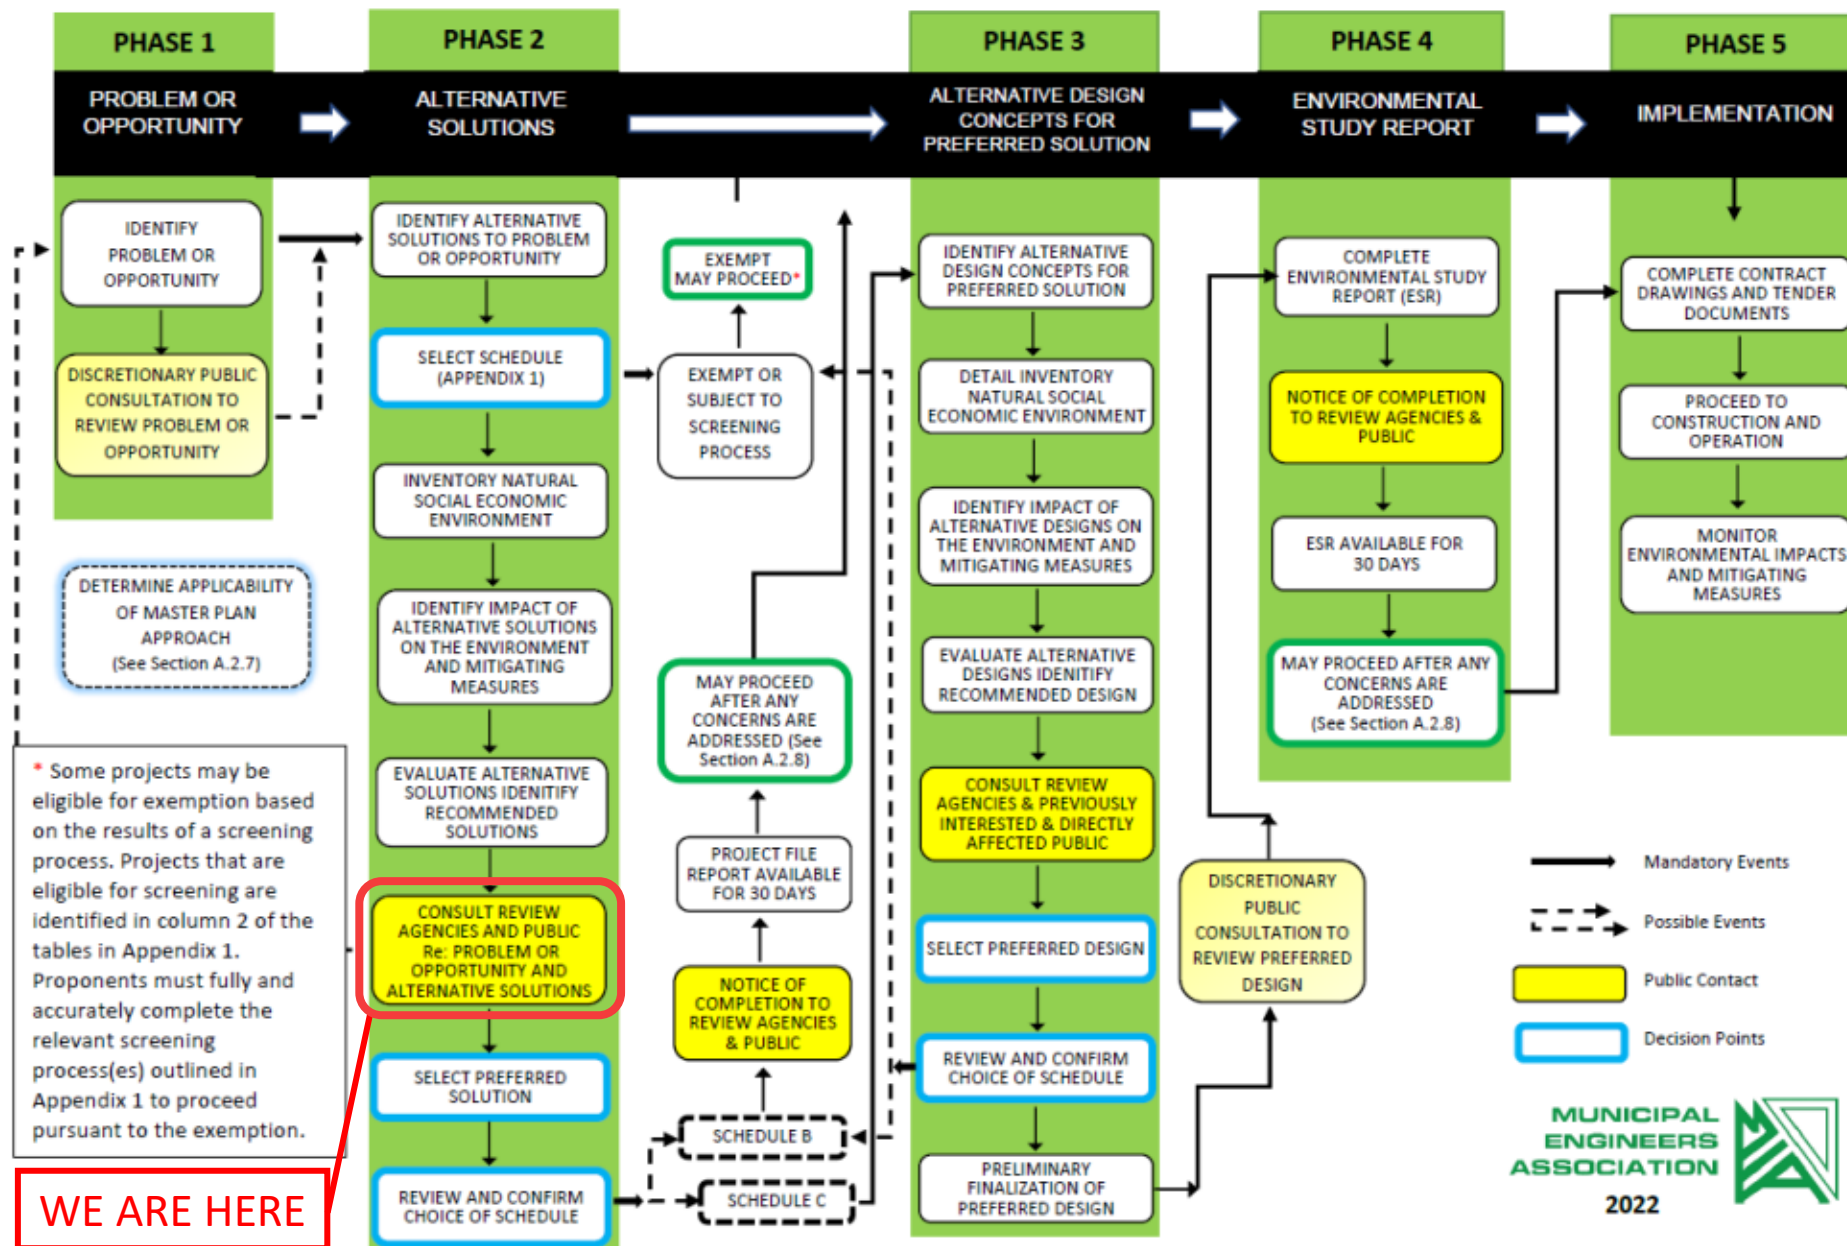 PHASE 1
PROBLEM OR
OPPORTUNITY
IDENTIFY
PROBLEM OR
OPPORTUNITY
DISCRETIONARY PUBLIC
CONSULTATION TO
REVIEW PROBLEM OR
OPPORTUNITY
DETERMINE APPLICABILITY
OF MASTER PLAN
APPROACH
(See Section A.2.7)
* Some projects may be
eligible for exemption based
on the results of a screening
process. Projects that are
eligible for screening are
identified in column 2 of the
tables in Appendix 1.
Proponents must fully and
accurately complete the
relevant screening
process(es) outlined in
Appendix 1 to proceed
pursuant to the exemption.
WE ARE HERE
PHASE 2
ALTERNATIVE
SOLUTIONS
IDENTIFY ALTERNATIVE
SOLUTIONS TO PROBLEM
OR OPPORTUNITY
SELECT SCHEDULE
(APPENDIX 1)
INVENTORY NATURAL
SOCIAL ECONOMIC
ENVIRONMENT
IDENTIFY IMPACT OF
ALTERNATIVE SOLUTIONS
ON THE ENVIRONMENT
AND MITIGATING
MEASURES
EVALUATE ALTERNATIVE
SOLUTIONS IDENITIFY
RECOMMENDED
SOLUTIONS
CONSULT REVIEW
AGENCIES AND PUBLIC
Re: PROBLEM OR
OPPORTUNITY AND
ALTERNATIVE SOLUTIONS
SELECT PREFERRED
SOLUTION
REVIEW AND CONFIRM
CHOICE OF SCHEDULE
EXEMPT
MAY PROCEED*
EXEMPT OR
SUBJECT TO
SCREENING
PROCESS
MAY PROCEED
AFTER ANY
CONCERNS ARE
ADDRESSED (See
Section A.2.8)
PROJECT FILE
REPORT AVAILABLE
FOR 30 DAYS
NOTICE OF
COMPLETION TO
REVIEW AGENCIES
& PUBLIC
SCHEDULE B
SCHEDULE C
PHASE 3
ALTERNATIVE DESIGN
CONCEPTS FOR
PREFERRED SOLUTION
IDENTIFY ALTERNATIVE
DESIGN CONCEPTS FOR
PREFERRED SOLUTION
DETAIL INVENTORY
NATURAL SOCIAL
ECONOMIC ENVIRONMENT
IDENTIFY IMPACT OF
ALTERNATIVE DESIGNS ON
THE ENVIRONMENT AND
MITIGATING MEASURES
EVALUATE ALTERNATIVE
DESIGNS IDEMITIFY
RECOMMENDED DESIGN
CONSULT REVIEW
AGENCIES & PREVIOUSLY
INTERESTED & DIRECTLY
AFFECTED PUBLIC
SELECT PREFERRED DESIGN
REVIEW AND CONFIRM
CHOICE OF SCHEDULE
PRELIMINARY
FINALIZATION OF
PREFERRED DESIGN
DISCRETIONARY
PUBLIC
CONSULTATION TO
REVIEW PREFERRED
DESIGN
PHASE 4
ENVIRONMENTAL
STUDY REPORT
COMPLETE
ENVIRONMENTAL STUDY
REPORT (ESR)
NOTICE OF COMPLETION
TO REVIEW AGENCIES &
PUBLIC
ESR AVAILABLE FOR
30 DAYS
MAY PROCEED AFTER ANY
CONCERNS ARE
ADDRESSED
(See Section A.2.8)
PHASE 5
IMPLEMENTATION
COMPLETE CONTRACT
DRAWINGS AND TENDER
DOCUMENTS
PROCEED TO
CONSTRUCTION AND
OPERATION
MONITOR
ENVIRONMENTAL IMPACTS
AND MITIGATING
MEASURES
Mandatory Events
Possible Events
Public Contact
Decision Points
MUNICIPAL
ENGINEERS
ASSOCIATION
2022